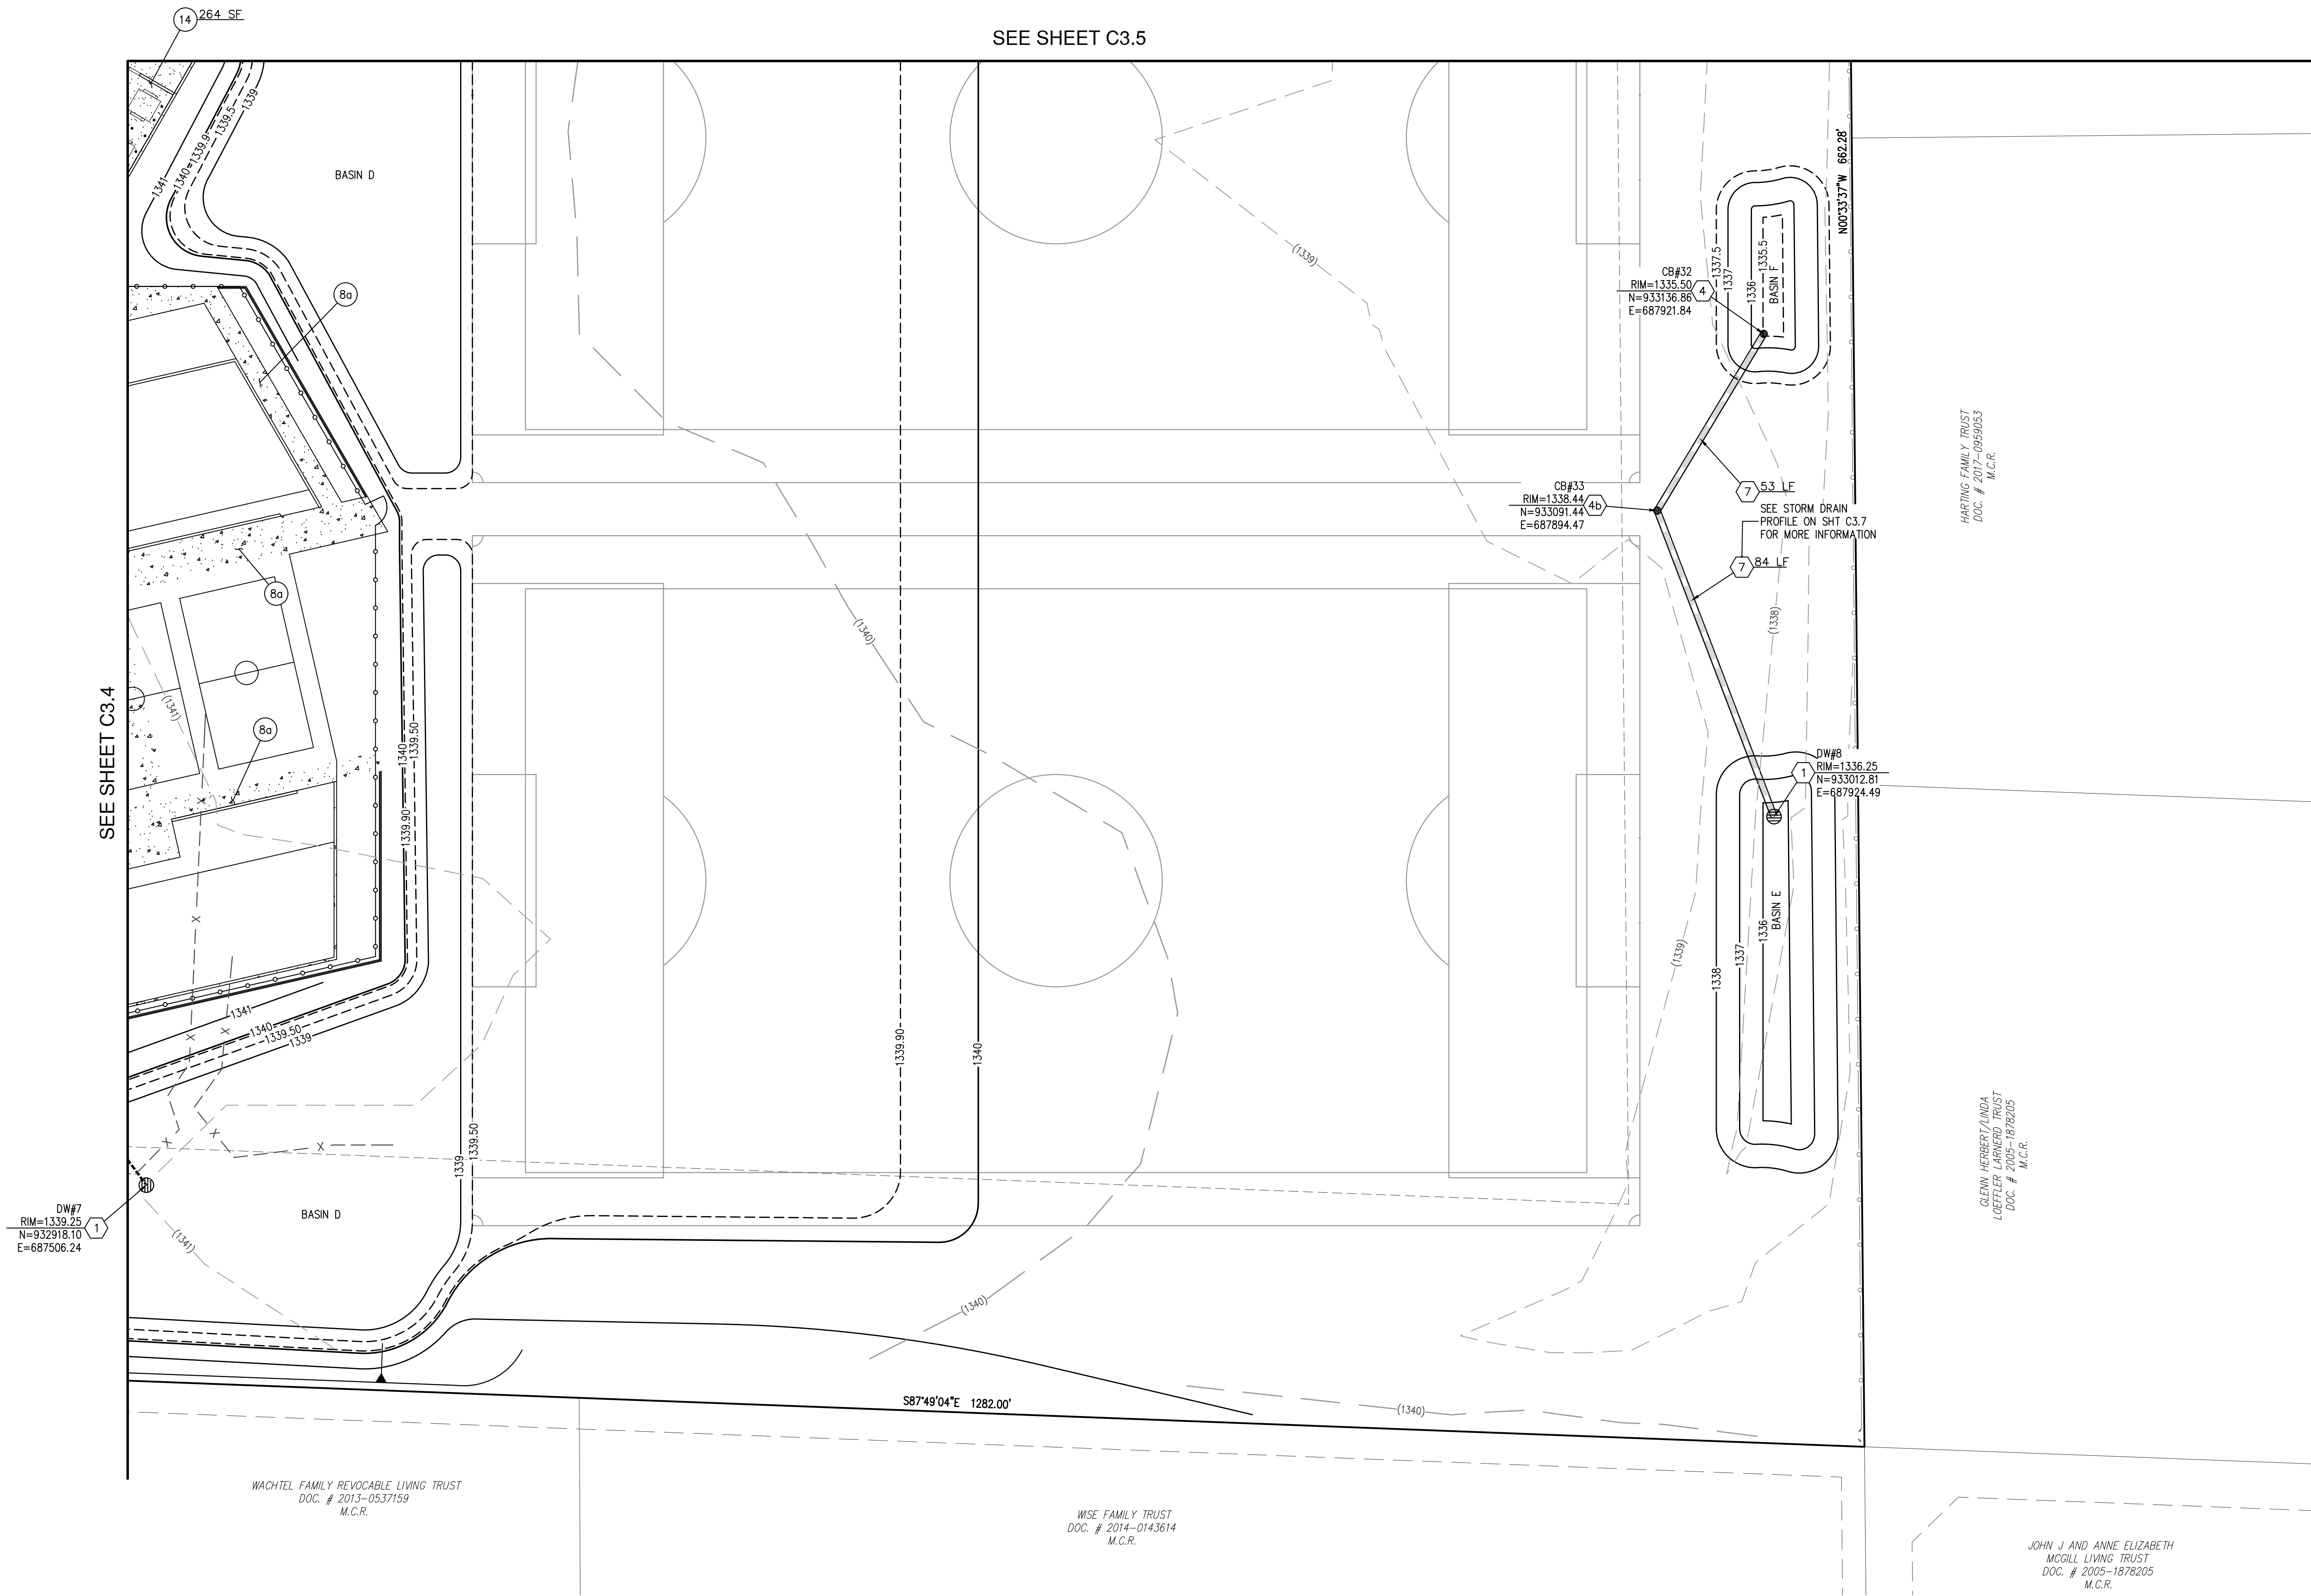 14 264 SF
SEE SHEET C3.5
SEE SHEET C3.4
1339
1339.5
1339.9
1340
1341
BASIN D
8a
8a
8a
(1341)
(1339)
(1340)
N00°33'37"W 662.28'
CB#32
RIM=1335.50
N=933136.86
E=687921.84
4
1337.5
1337
1336
1335.5
BASIN F
CB#33
RIM=1338.44
N=933091.44
E=687894.47
4b
7 53 LF
SEE STORM DRAIN
PROFILE ON SHT C3.7
FOR MORE INFORMATION
7 84 LF
(1338)
HARTING FAMILY TRUST
DOC. # 2017-0959053
M.C.R.
DW#8
RIM=1336.25
N=933012.81
E=687924.49
1
1340
1339.50
1339.90
(1339)
1338
1337
1336
BASIN E
1341
1340
1339.50
1339
1339.90
1340
1339
1339.50
GLENN HERBERT/LINDA
LOEFFLER LARNERD TRUST
DOC. # 2005-1878205
M.C.R.
DW#7
RIM=1339.25
N=932918.10
E=687506.24
1
BASIN D
(1341)
(1340)
(1340)
S87°49'04"E 1282.00'
WACHTEL FAMILY REVOCABLE LIVING TRUST
DOC. # 2013-0537159
M.C.R.
WISE FAMILY TRUST
DOC. # 2014-0143614
M.C.R.
JOHN J AND ANNE ELIZABETH
MCGILL LIVING TRUST
DOC. # 2005-1878205
M.C.R.